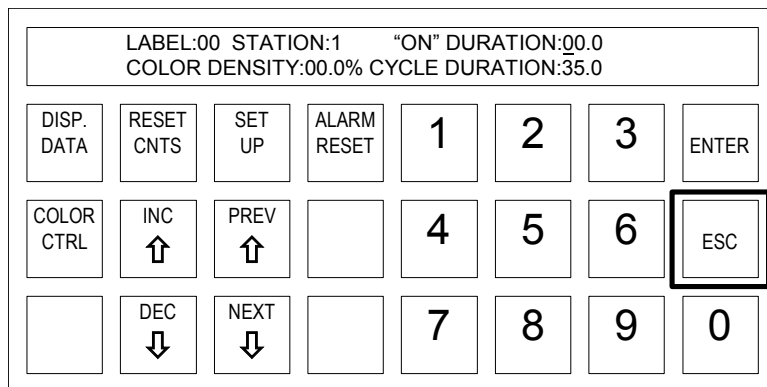 LABEL:00 STATION:1 “ON” DURATION:00.0
COLOR DENSITY:00.0% CYCLE DURATION:35.0
DISP. DATA
RESET CNTS
SET UP
ALARM RESET
1
2
3
ENTER
COLOR CTRL
INC
PREV
4
5
6
ESC
DEC
NEXT
7
8
9
0